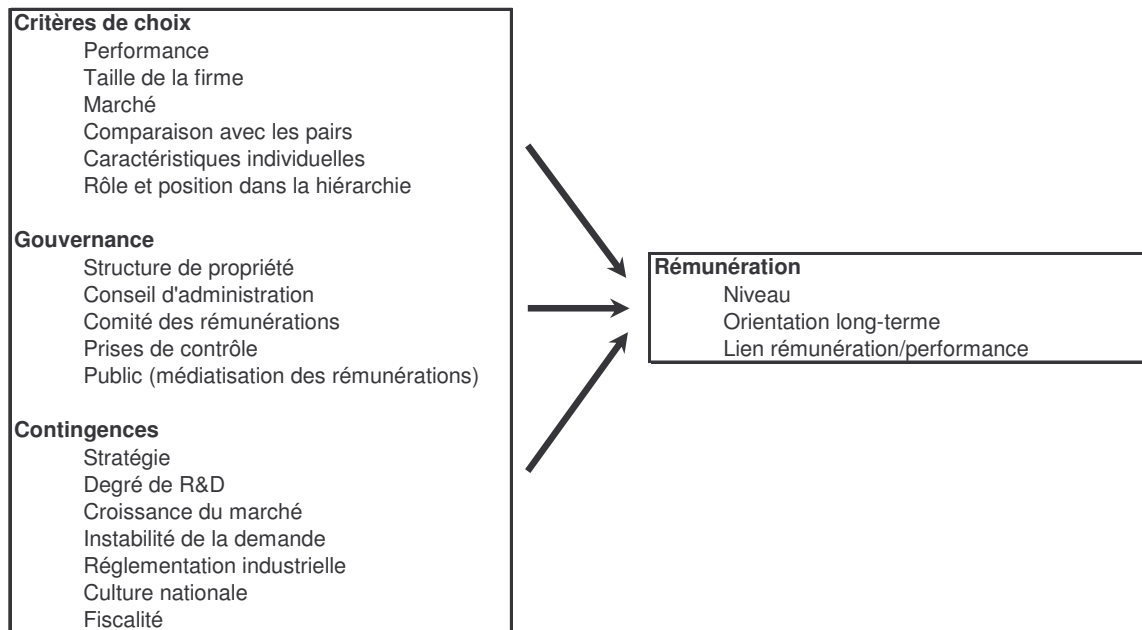 Critères de choix
Performance
Taille de la firme
Marché
Comparaison avec les pairs
Caractéristiques individuelles
Rôle et position dans la hiérarchie
Gouvernance
Structure de propriété
Conseil d'administration
Comité des rémunérations
Prises de contrôle
Public (médiatisation des rémunérations)
Contingences
Stratégie
Degré de R&D
Croissance du marché
Instabilité de la demande
Réglementation industrielle
Culture nationale
Fiscalité
Rémunération
Niveau
Orientation long-terme
Lien rémunération/performance